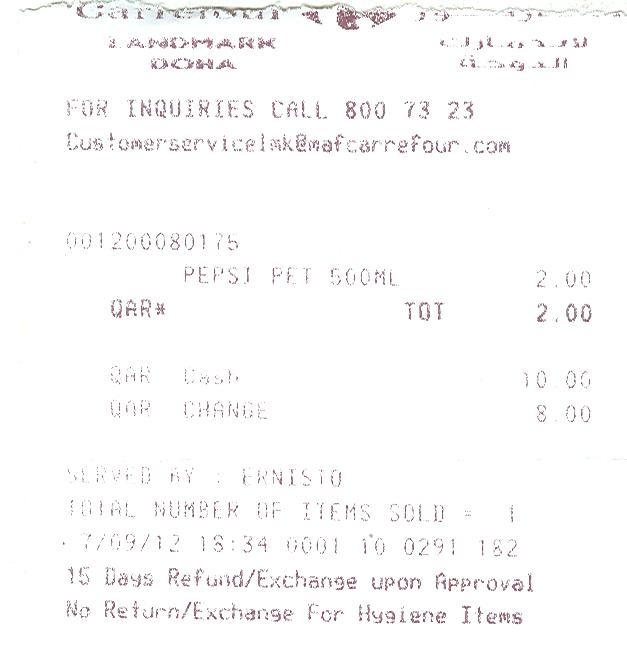 Carrefour
LANDMARK
DOHA
لاندمارك
الدوحة
FOR INQUIRIES CALL 800 73 23
Customerservicelmk@mafcarrefour.com
001200080175
PEPSI PET 500ML 2.00
QAR* TOT 2.00
QAR Cash 10.00
QAR CHANGE 8.00
SERVED BY : ERNISTO
TOTAL NUMBER OF ITEMS SOLD = 1
7/09/12 18:34 0001 10 0291 182
15 Days Refund/Exchange upon Approval
No Return/Exchange For Hygiene Items